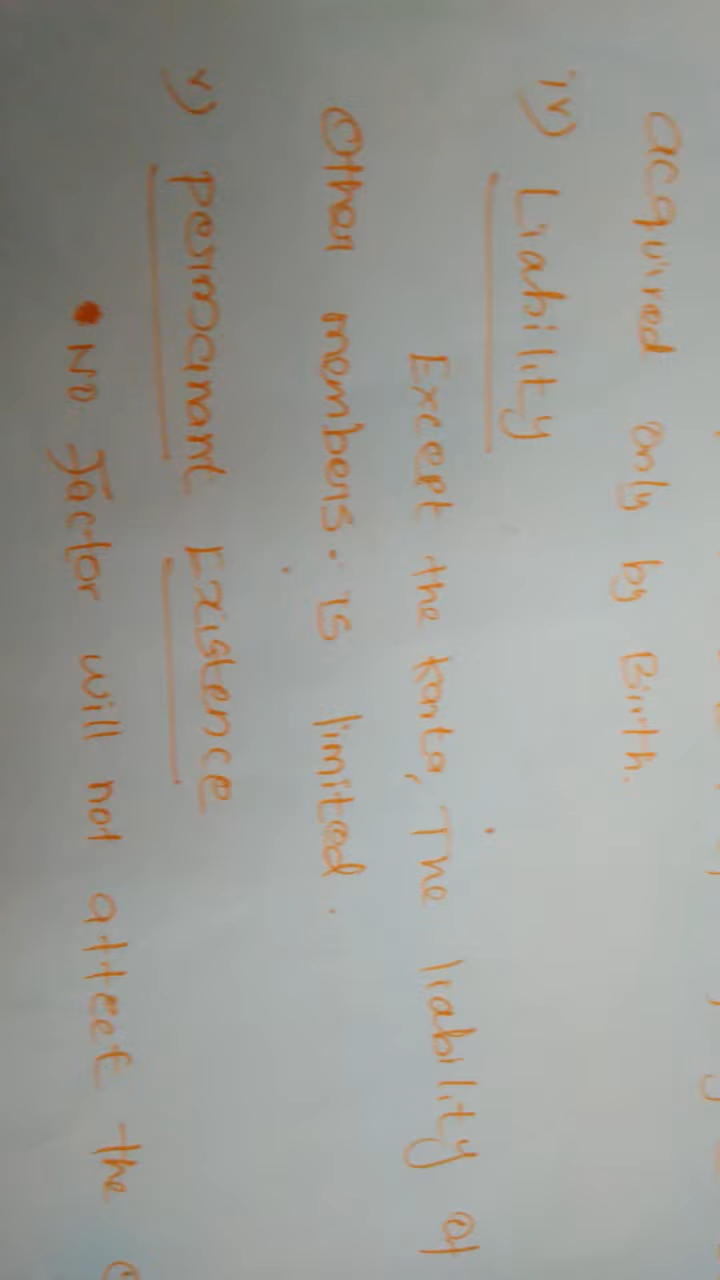 acquired only by Birth.
iv) Liability
Except the karta, The liability of
Other members. is limited.
v) Permanant Existence
• No factor will not affect the